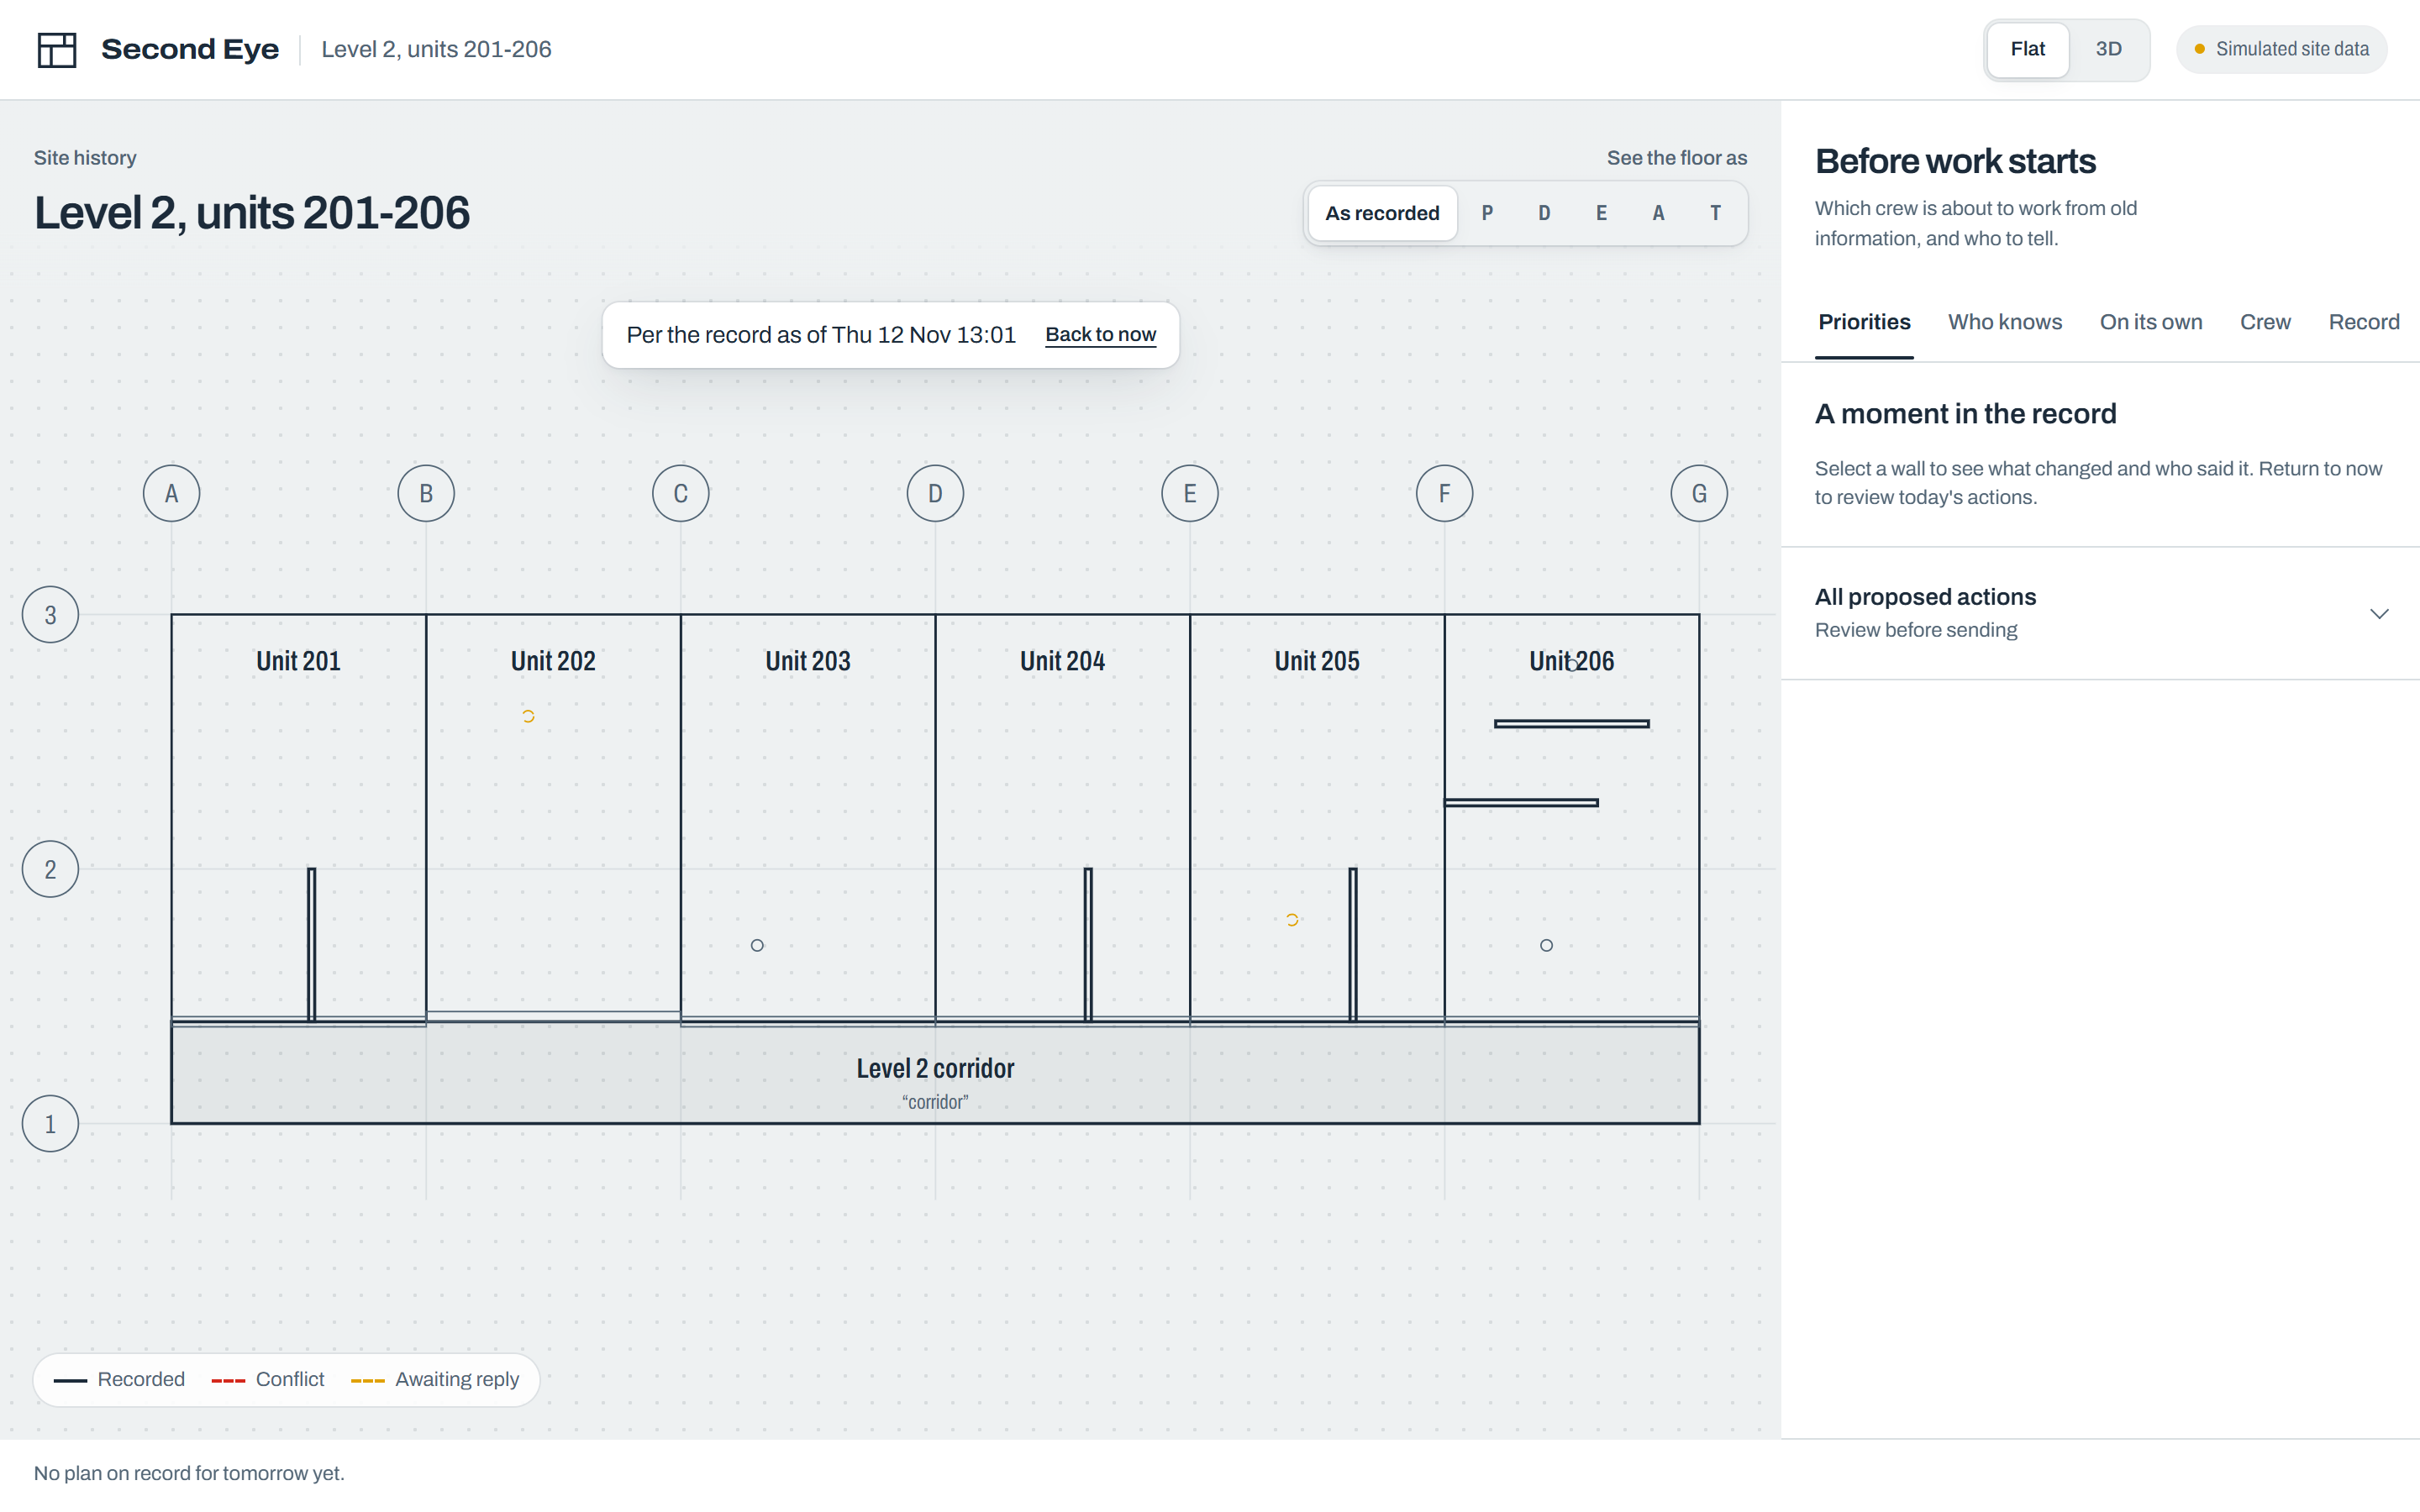 Second Eye
Level 2, units 201-206
Flat
3D
Simulated site data
Site history
Level 2, units 201-206
See the floor as
As recorded
P
D
E
A
T
Per the record as of Thu 12 Nov 13:01
Back to now
A
B
C
D
E
F
G
3
Unit 201
Unit 202
Unit 203
Unit 204
Unit 205
Unit 206
2
Level 2 corridor
“corridor”
1
Recorded
Conflict
Awaiting reply
No plan on record for tomorrow yet.
Before work starts
Which crew is about to work from old
information, and who to tell.
Priorities
Who knows
On its own
Crew
Record
A moment in the record
Select a wall to see what changed and who said it. Return to now
to review today's actions.
All proposed actions
Review before sending